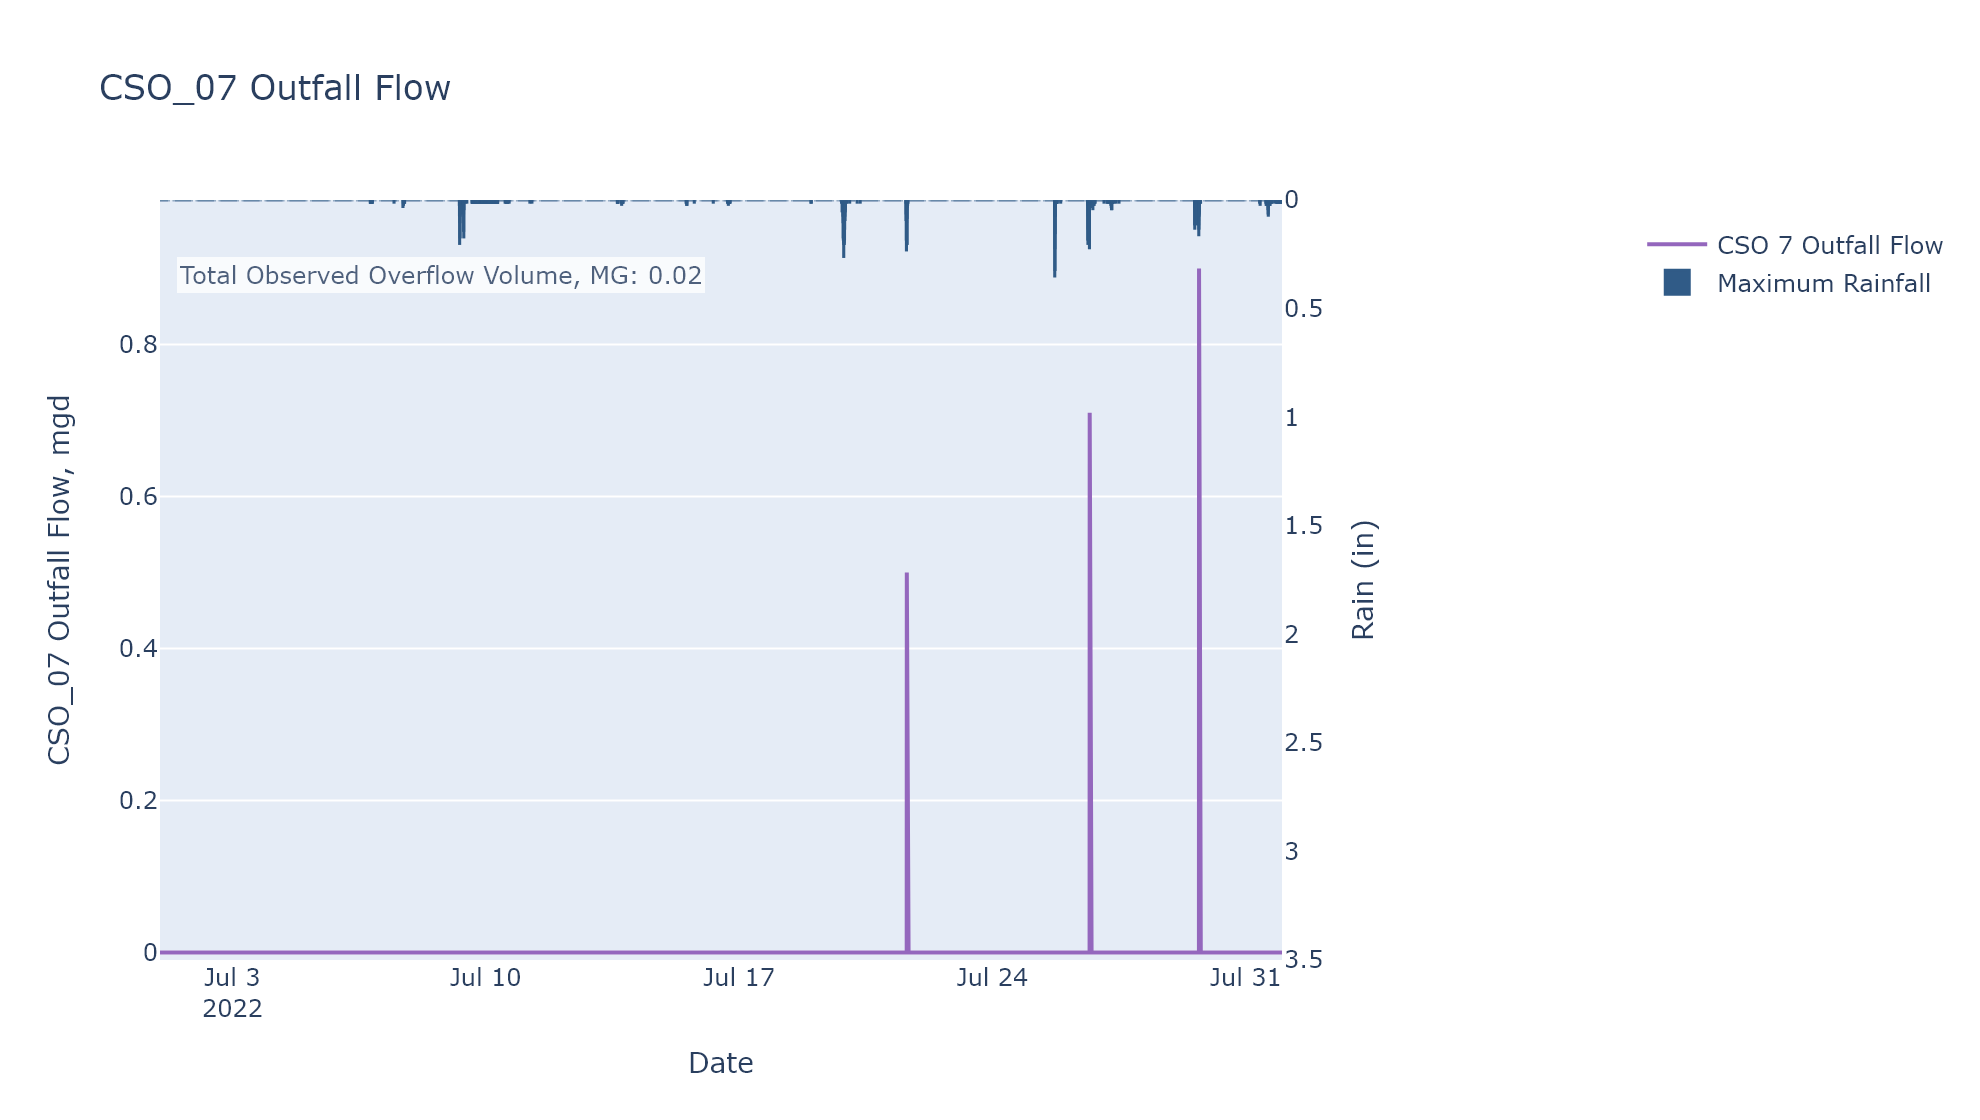 CSO_07 Outfall Flow
Total Observed Overflow Volume, MG: 0.02
CSO 7 Outfall Flow
Maximum Rainfall
CSO_07 Outfall Flow, mgd
0.8
0.6
0.4
0.2
0
0
0.5
1
1.5
2
2.5
3
3.5
Rain (in)
Jul 3
2022
Jul 10
Jul 17
Jul 24
Jul 31
Date